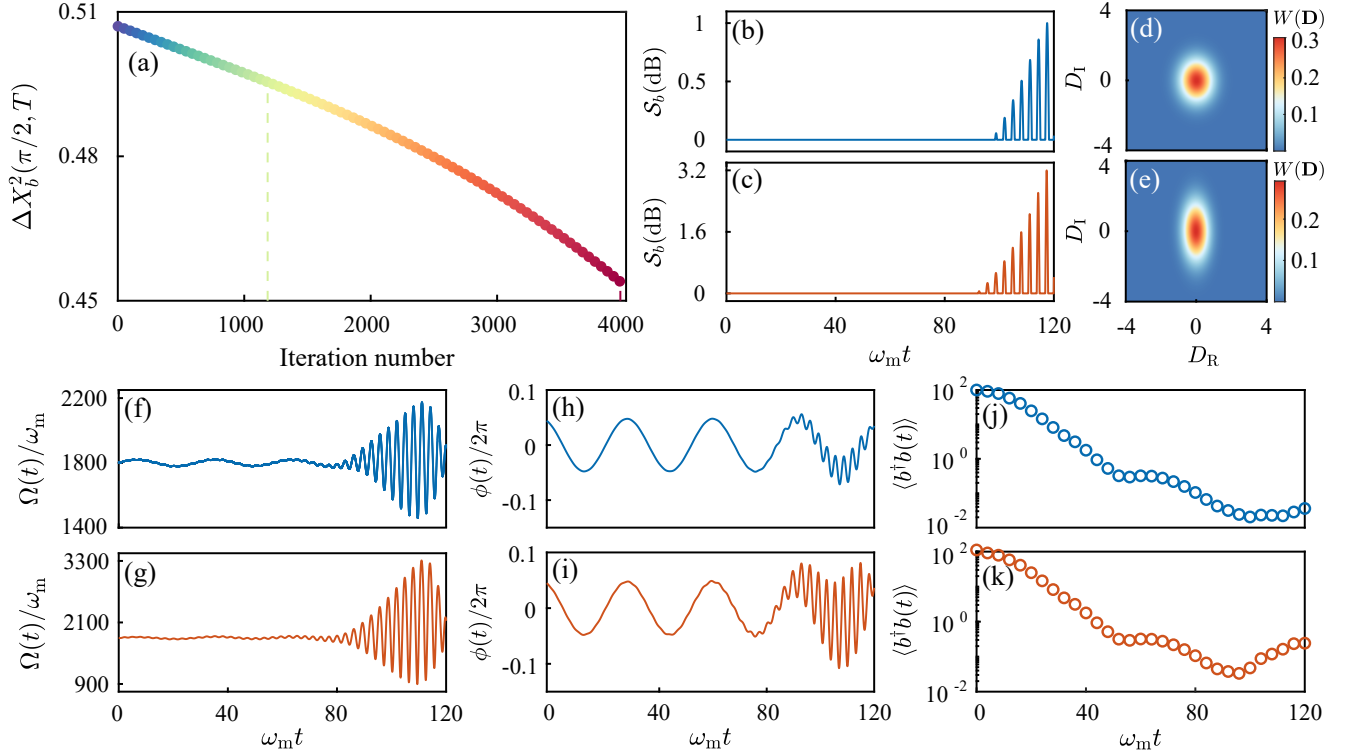 (a)
0.51
0.48
0.45
ΔX_b^2(π/2, T)
0 1000 2000 3000 4000
Iteration number
(b)
1
0.5
0
𝒮_b(dB)
(c)
3.2
1.6
0
𝒮_b(dB)
0 40 80 120
ω_m t
(d)
4
0
-4
D_I
W(D)
0.3
0.2
0.1
(e)
4
0
-4
D_I
W(D)
0.2
0.1
-4 0 4
D_R
(f)
2200
1800
1400
Ω(t)/ω_m
(h)
0.1
0
-0.1
ϕ(t)/2π
(j)
10^2
10^0
10^-2
⟨b†b(t)⟩
(g)
3300
2100
900
Ω(t)/ω_m
0 40 80 120
ω_m t
(i)
0.1
0
-0.1
ϕ(t)/2π
0 40 80 120
ω_m t
(k)
10^2
10^0
10^-2
⟨b†b(t)⟩
0 40 80 120
ω_m t